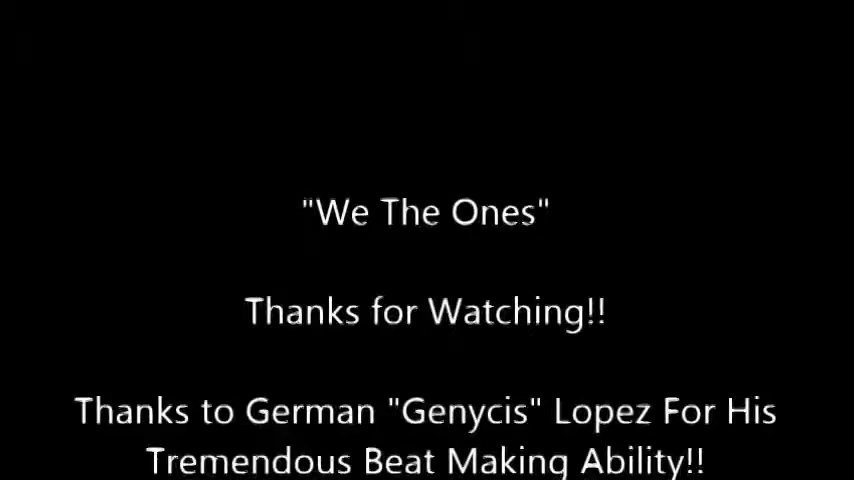 "We The Ones"
Thanks for Watching!!
Thanks to German "Genycis" Lopez For His
Tremendous Beat Making Ability!!